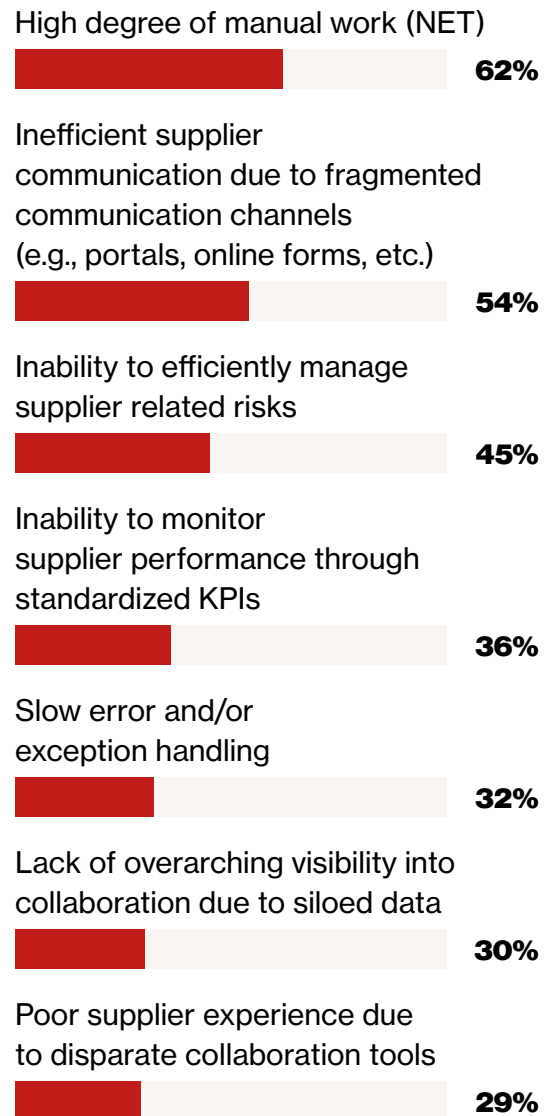 High degree of manual work (NET)
62%
Inefficient supplier
communication due to fragmented
communication channels
(e.g., portals, online forms, etc.)
54%
Inability to efficiently manage
supplier related risks
45%
Inability to monitor
supplier performance through
standardized KPIs
36%
Slow error and/or
exception handling
32%
Lack of overarching visibility into
collaboration due to siloed data
30%
Poor supplier experience due
to disparate collaboration tools
29%